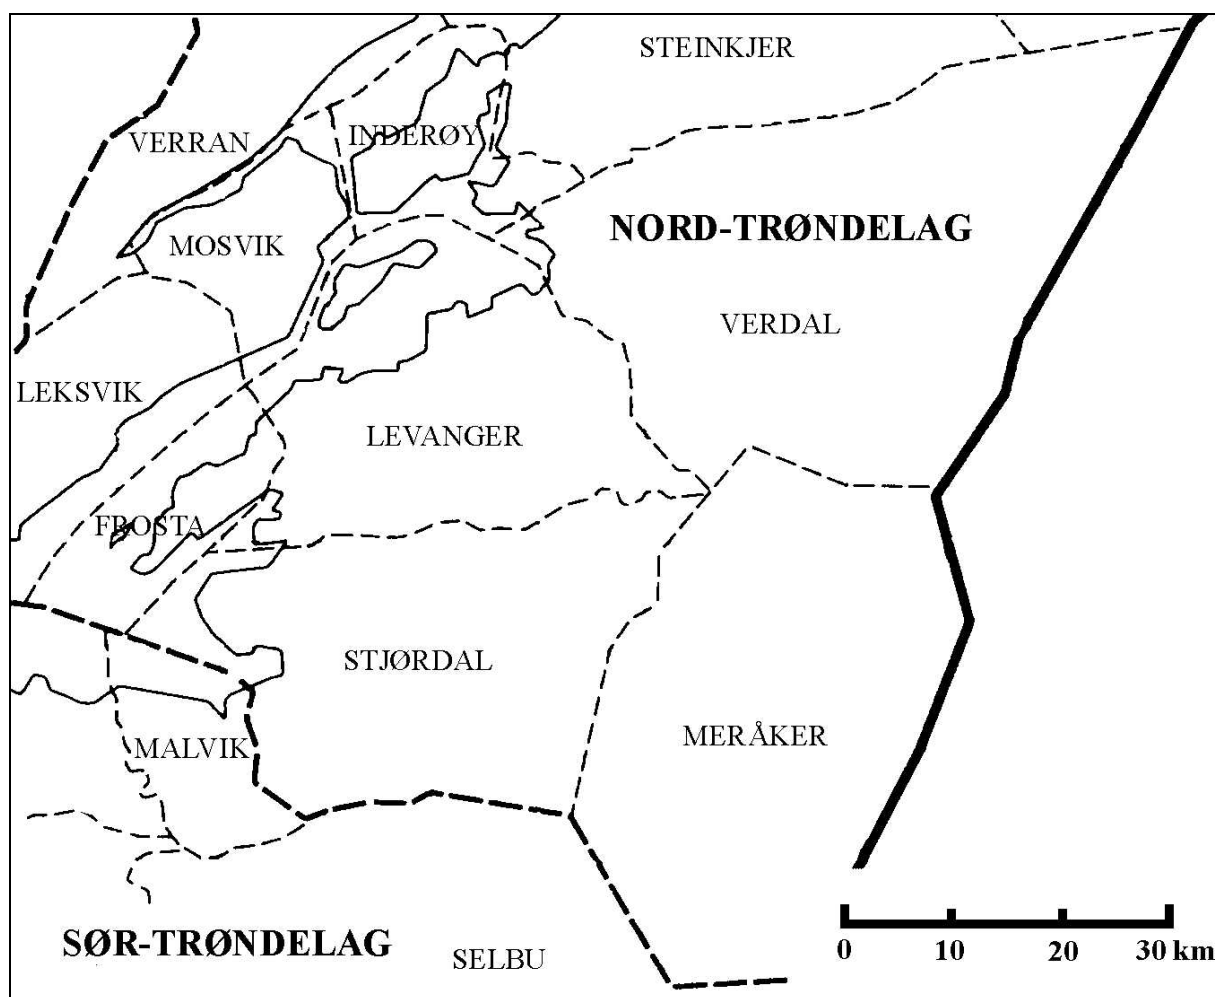 STEINKJER
VERRAN
INDERØY
MOSVIK
NORD-TRØNDELAG
VERDAL
LEKSVIK
LEVANGER
FROSTA
STJØRDAL
MERÅKER
MALVIK
SØR-TRØNDELAG
SELBU
0 10 20 30 km